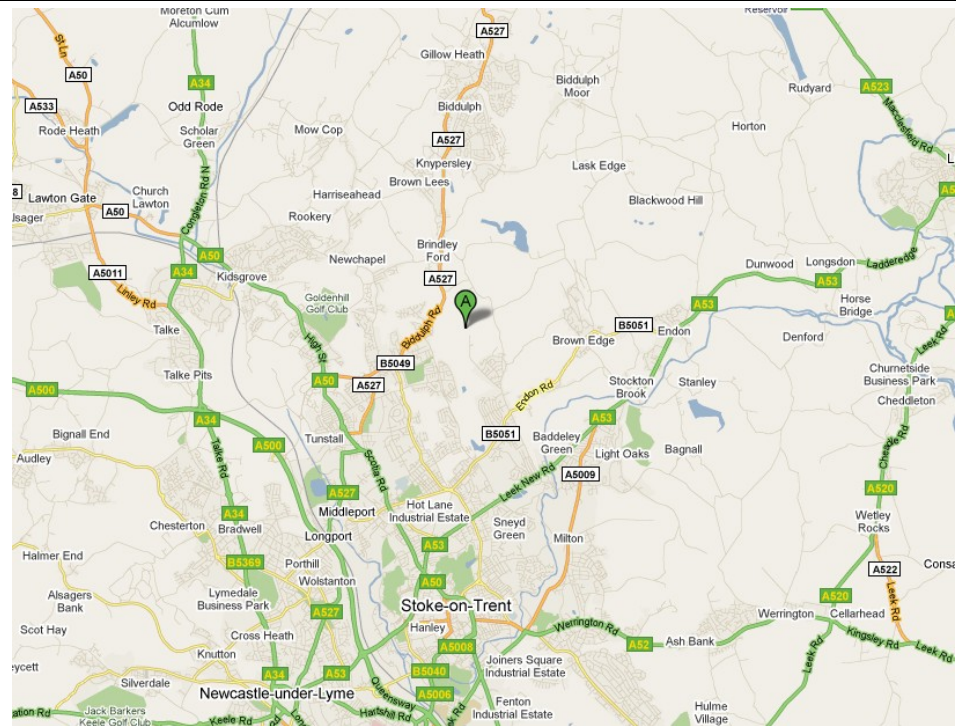 Moreton Cum
Alcumlow
Reservoir
A527
St Ln
Gillow Heath
A50
A34
Biddulph
Moor
Rudyard
A523
A533
Odd Rode
Biddulph
Macclesfield Rd
Rode Heath
Scholar
Green
Mow Cop
A527
Horton
Knypersley
Lask Edge
Brown Lees
Church
Lawton
Harriseahead
Lawton Gate
Congleton Rd N
Blackwood Hill
A50
Rookery
Brindley
Ford
A50
Newchapel
A5011
A34
Kidsgrove
A527
Dunwood
Longsdon
Ladderedge
A53
Linley Rd
Goldenhill
Golf Club
A
A53
Horse
Bridge
Talke
Biddulph Rd
B5051
Endon
Leek Rd
High St
Brown Edge
Denford
B5049
Talke Pits
A50
A527
Endon Rd
Stockton
Brook
Stanley
Churnetside
Business Park
A500
Cheddleton
A34
A53
Bignall End
A500
Tunstall
B5051
Baddeley
Green
Light Oaks
Bagnall
Cheadle Rd
Audley
Talke Rd
Scotia Rd
Leek New Rd
A5009
A527
A520
Middleport
Hot Lane
Industrial Estate
A34
Chesterton
Bradwell
Longport
Sneyd
Green
Wetley
Rocks
A53
Milton
Halmer End
B5369
Porthill
A522
Wolstanton
A50
Alsagers
Bank
Lymedale
Business Park
A520
Stoke-on-Trent
A527
Werrington
Cellarhead
Leek Rd
Scot Hay
Cross Heath
Hanley
Werrington Rd
A52
Ash Bank
Kingsley Rd
Leek Rd
Knutton
A5008
Joiners Square
Industrial Estate
Leek Rd
A34
A53
B5040
Silverdale
Queensway
Newcastle-under-Lyme
A5006
Fenton
Industrial Estate
Jack Barkers
Keele Golf Club
Keele Rd
Hartshill Rd
Hulme
Village